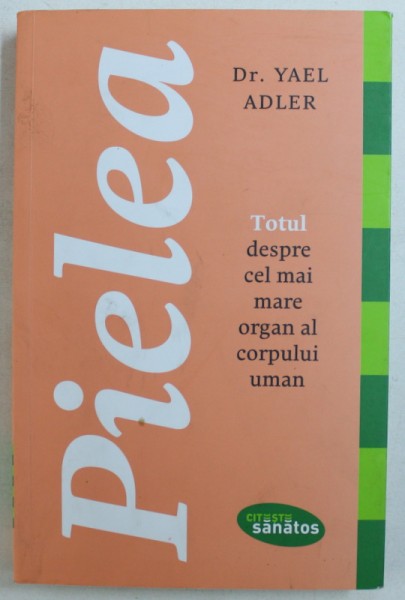 Pielea
Dr. YAEL
ADLER
Totul
despre
cel mai
mare
organ al
corpului
uman
CITEȘTE
sănătos